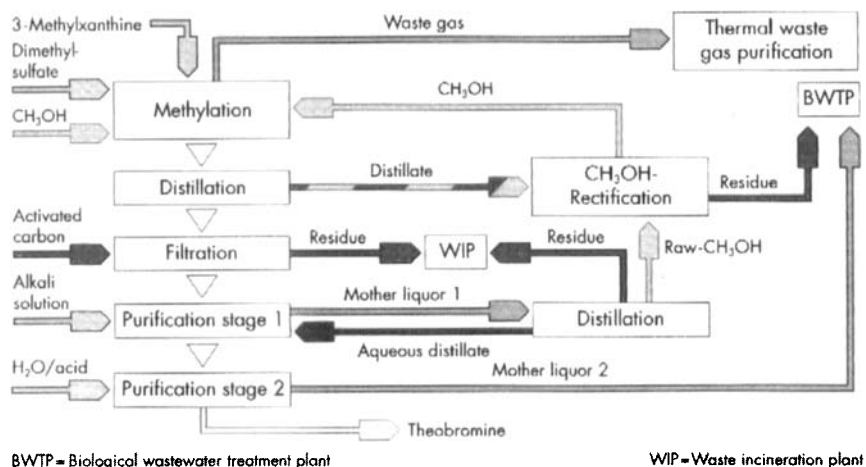 3-Methylxanthine
Waste gas
Thermal waste
gas purification
Dimethyl-
sulfate
CH₃OH
Methylation
CH₃OH
BWTP
Distillation
Distillate
CH₃OH-
Rectification
Residue
Activated
carbon
Filtration
Residue
WIP
Residue
Raw-CH₃OH
Alkali
solution
Purification stage 1
Mother liquor 1
Distillation
Aqueous distillate
H₂O/acid
Purification stage 2
Mother liquor 2
Theobromine
BWTP = Biological wastewater treatment plant
WIP = Waste incineration plant